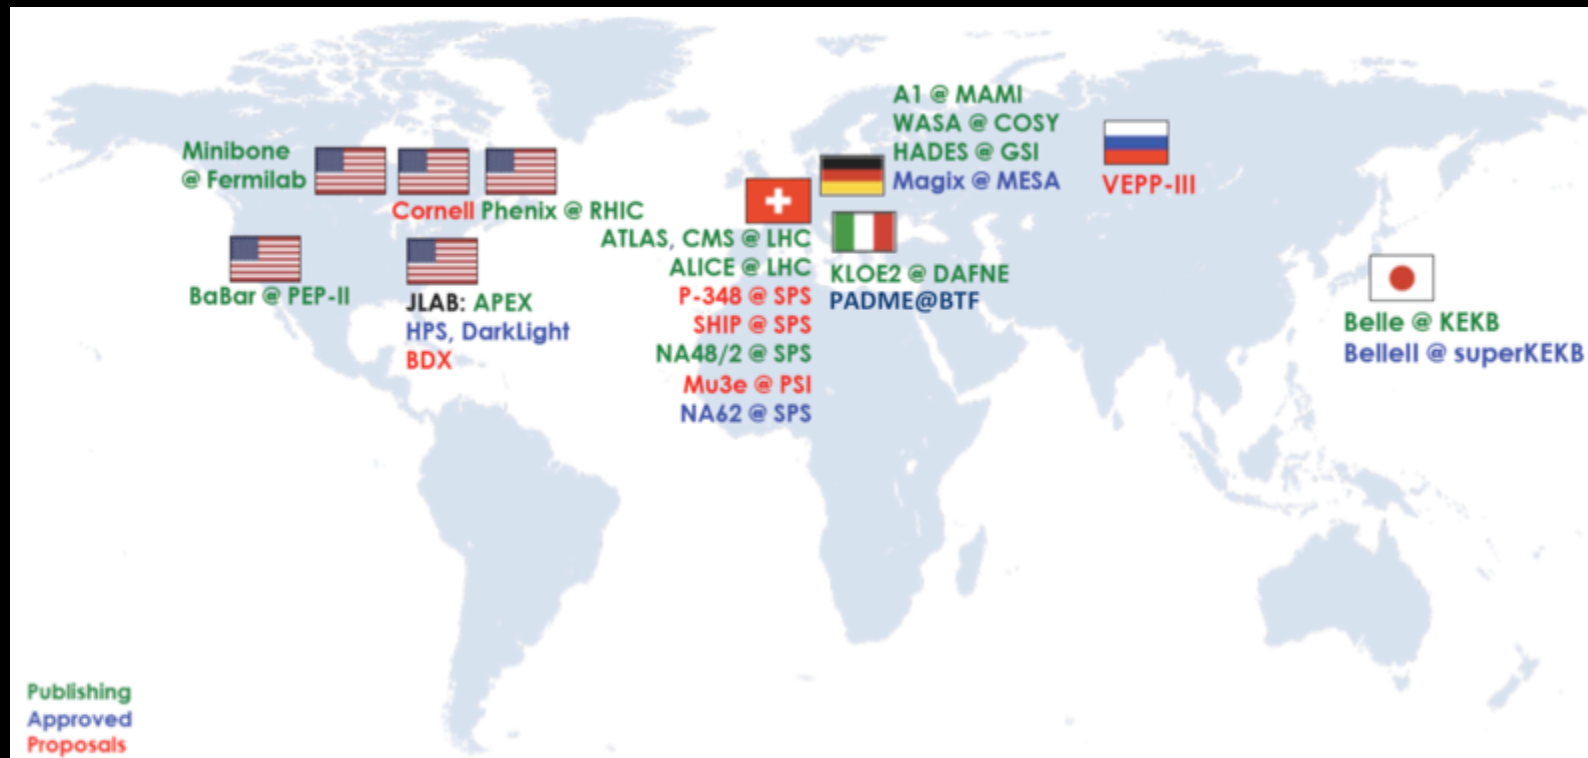 Minibone
@ Fermilab
Cornell Phenix @ RHIC
BaBar @ PEP-II
JLAB: APEX
HPS, DarkLight
BDX
A1 @ MAMI
WASA @ COSY
HADES @ GSI
Magix @ MESA
ATLAS, CMS @ LHC
ALICE @ LHC
P-348 @ SPS
SHIP @ SPS
NA48/2 @ SPS
Mu3e @ PSI
NA62 @ SPS
KLOE2 @ DAFNE
PADME@BTF
VEPP-III
Belle @ KEKB
BelleII @ superKEKB
Publishing
Approved
Proposals